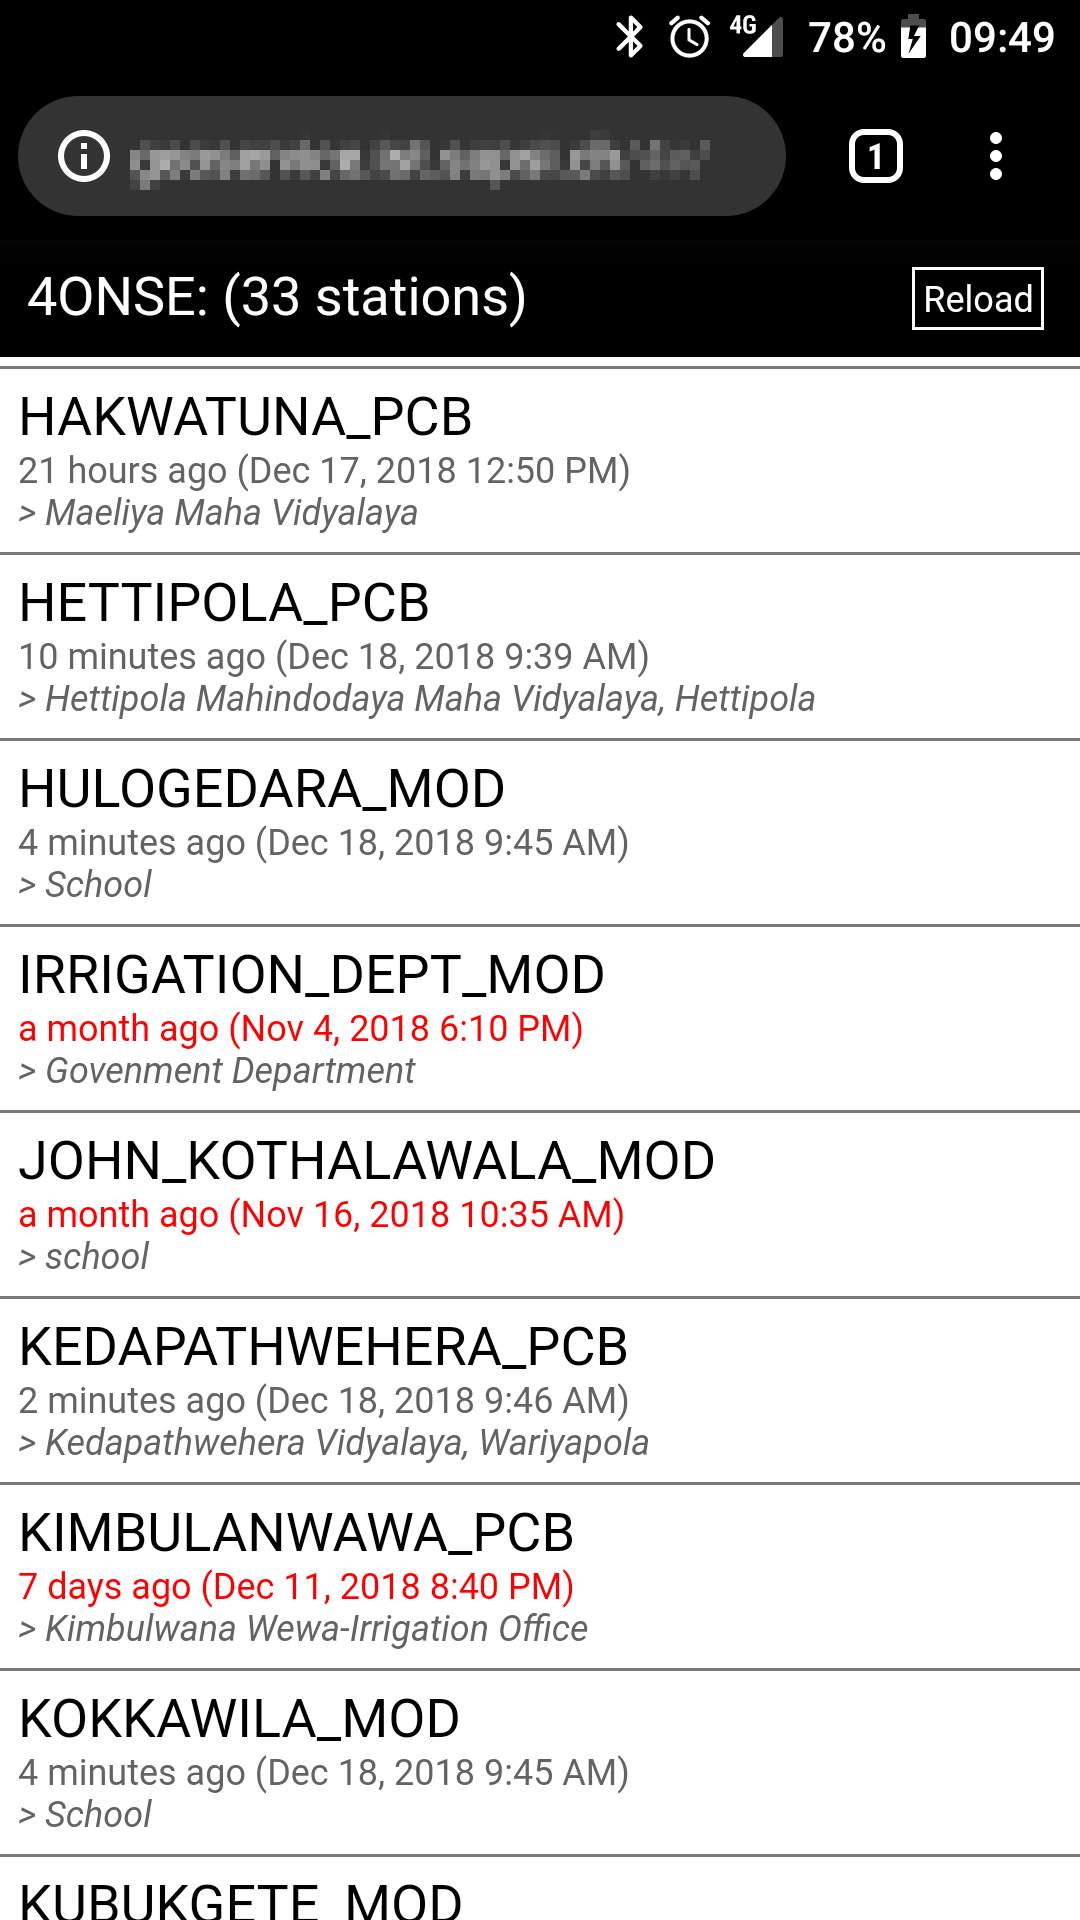 4G 78% 09:49
1
4ONSE: (33 stations) Reload
HAKWATUNA_PCB
21 hours ago (Dec 17, 2018 12:50 PM)
> Maeliya Maha Vidyalaya
HETTIPOLA_PCB
10 minutes ago (Dec 18, 2018 9:39 AM)
> Hettipola Mahindodaya Maha Vidyalaya, Hettipola
HULOGEDARA_MOD
4 minutes ago (Dec 18, 2018 9:45 AM)
> School
IRRIGATION_DEPT_MOD
a month ago (Nov 4, 2018 6:10 PM)
> Govenment Department
JOHN_KOTHALAWALA_MOD
a month ago (Nov 16, 2018 10:35 AM)
> school
KEDAPATHWEHERA_PCB
2 minutes ago (Dec 18, 2018 9:46 AM)
> Kedapathwehera Vidyalaya, Wariyapola
KIMBULANWAWA_PCB
7 days ago (Dec 11, 2018 8:40 PM)
> Kimbulwana Wewa-Irrigation Office
KOKKAWILA_MOD
4 minutes ago (Dec 18, 2018 9:45 AM)
> School
KUBUKGETE_MOD